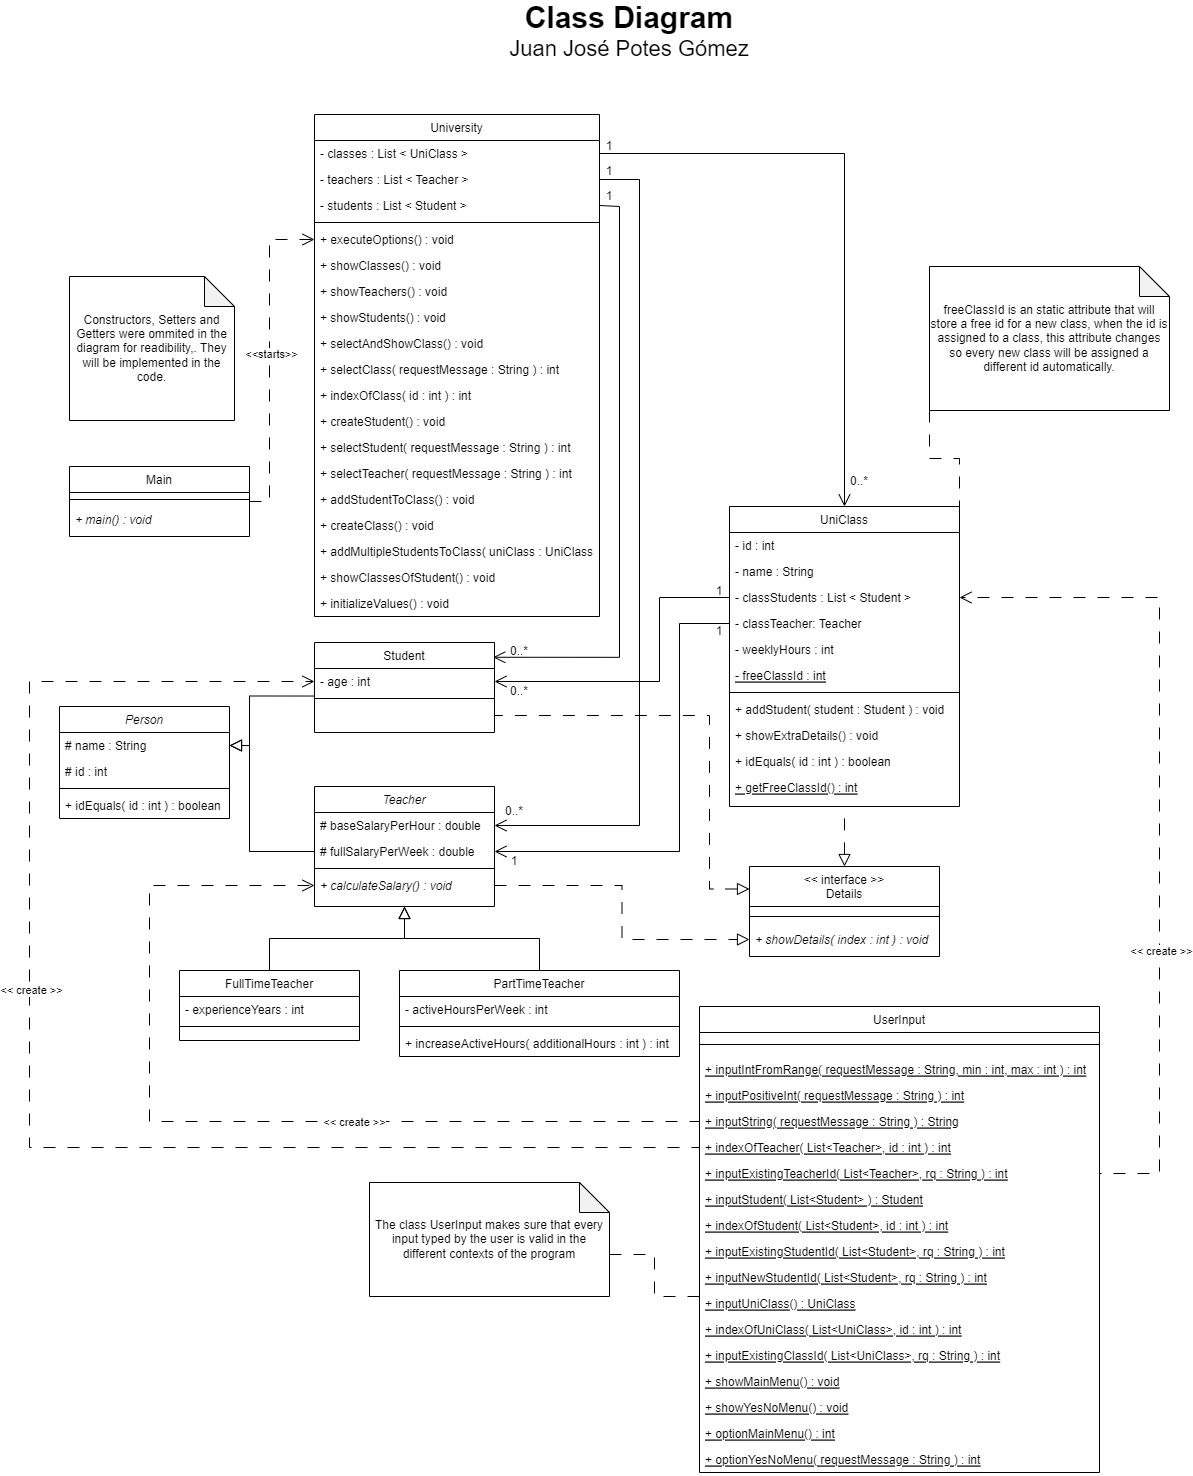 Class Diagram
Juan José Potes Gómez
University
- classes : List < UniClass >
- teachers : List < Teacher >
- students : List < Student >
+ executeOptions() : void
+ showClasses() : void
+ showTeachers() : void
+ showStudents() : void
+ selectAndShowClass() : void
+ selectClass( requestMessage : String ) : int
+ indexOfClass( id : int ) : int
+ createStudent() : void
+ selectStudent( requestMessage : String ) : int
+ selectTeacher( requestMessage : String ) : int
+ addStudentToClass() : void
+ createClass() : void
+ addMultipleStudentsToClass( uniClass : UniClass
+ showClassesOfStudent() : void
+ initializeValues() : void
1
1
1
0..*
Constructors, Setters and
Getters were ommited in the
diagram for readibility,. They
will be implemented in the
code.
<<starts>>
Main
+ main() : void
freeClassId is an static attribute that will
store a free id for a new class, when the id is
assigned to a class, this attribute changes
so every new class will be assigned a
different id automatically.
UniClass
- id : int
- name : String
- classStudents : List < Student >
- classTeacher: Teacher
- weeklyHours : int
- freeClassId : int
+ addStudent( student : Student ) : void
+ showExtraDetails() : void
+ idEquals( id : int ) : boolean
+ getFreeClassId() : int
1
1
Student
- age : int
0..*
0..*
Person
# name : String
# id : int
+ idEquals( id : int ) : boolean
Teacher
# baseSalaryPerHour : double
# fullSalaryPerWeek : double
+ calculateSalary() : void
0..*
1
<< interface >>
Details
+ showDetails( index : int ) : void
<< create >>
<< create >>
FullTimeTeacher
- experienceYears : int
PartTimeTeacher
- activeHoursPerWeek : int
+ increaseActiveHours( additionalHours : int ) : int
<< create >>
UserInput
+ inputIntFromRange( requestMessage : String, min : int, max : int ) : int
+ inputPositiveInt( requestMessage : String ) : int
+ inputString( requestMessage : String ) : String
+ indexOfTeacher( List<Teacher>, id : int ) : int
+ inputExistingTeacherId( List<Teacher>, rq : String ) : int
+ inputStudent( List<Student> ) : Student
+ indexOfStudent( List<Student>, id : int ) : int
+ inputExistingStudentId( List<Student>, rq : String ) : int
+ inputNewStudentId( List<Student>, rq : String ) : int
+ inputUniClass() : UniClass
+ indexOfUniClass( List<UniClass>, id : int ) : int
+ inputExistingClassId( List<UniClass>, rq : String ) : int
+ showMainMenu() : void
+ showYesNoMenu() : void
+ optionMainMenu() : int
+ optionYesNoMenu( requestMessage : String ) : int
The class UserInput makes sure that every
input typed by the user is valid in the
different contexts of the program